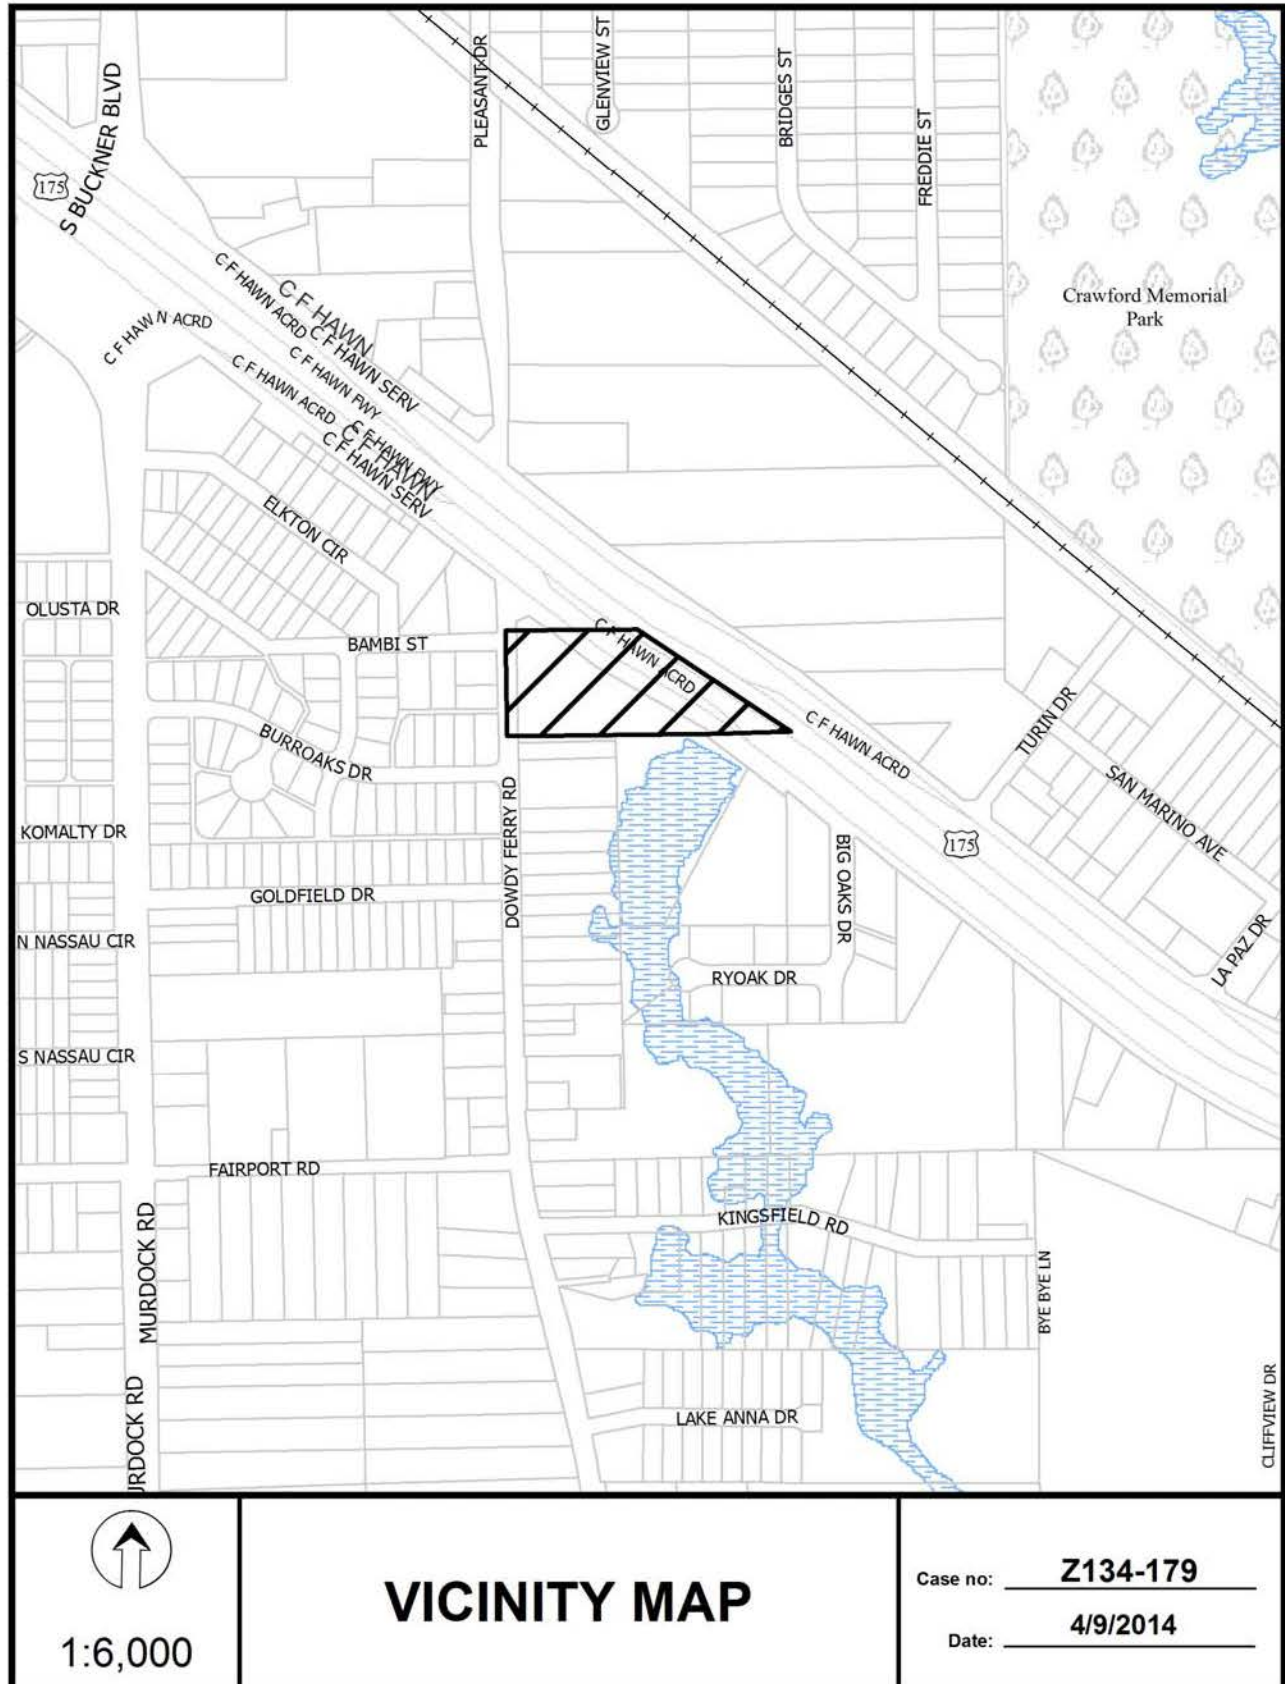 PLEASANT DR
GLENVIEW ST
BRIDGES ST
FREDDIE ST
S BUCKNER BLVD
175
Crawford Memorial
Park
C F HAWN ACRD
C F HAWN
C F HAWN SERV
C F HAWN FWY
C F HAWN ACRD
C F HAWN ACRD
C F HAWN FWY
C F HAWN
C F HAWN SERV
ELKTON CIR
OLUSTA DR
BAMBI ST
C F HAWN ACRD
C F HAWN ACRD
TURIN DR
BURROAKS DR
SAN MARINO AVE
KOMALTY DR
DOWDY FERRY RD
BIG OAKS DR
175
GOLDFIELD DR
N NASSAU CIR
LA PAZ DR
RYOAK DR
S NASSAU CIR
FAIRPORT RD
KINGSFIELD RD
MURDOCK RD
BYE BYE LN
LAKE ANNA DR
CLIFFVIEW DR
URDOCK RD
1:6,000
VICINITY MAP
Case no: Z134-179
Date: 4/9/2014